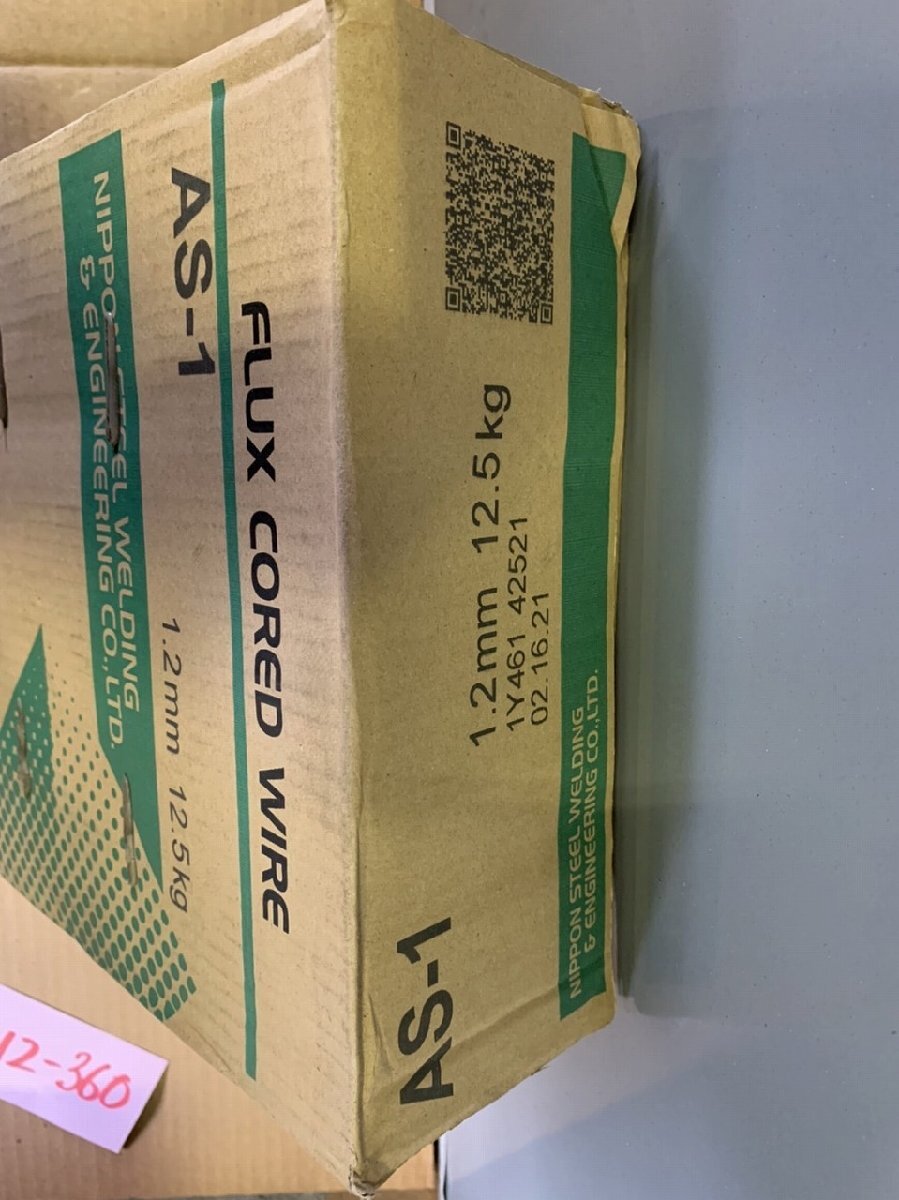 NIPPON STEEL WELDING
& ENGINEERING CO.,LTD.
AS-1
1.2mm 12.5kg
FLUX CORED WIRE
1.2mm 12.5kg
1Y461 42521
02.16.21
AS-1
NIPPON STEEL WELDING
& ENGINEERING CO.,LTD.
12-360